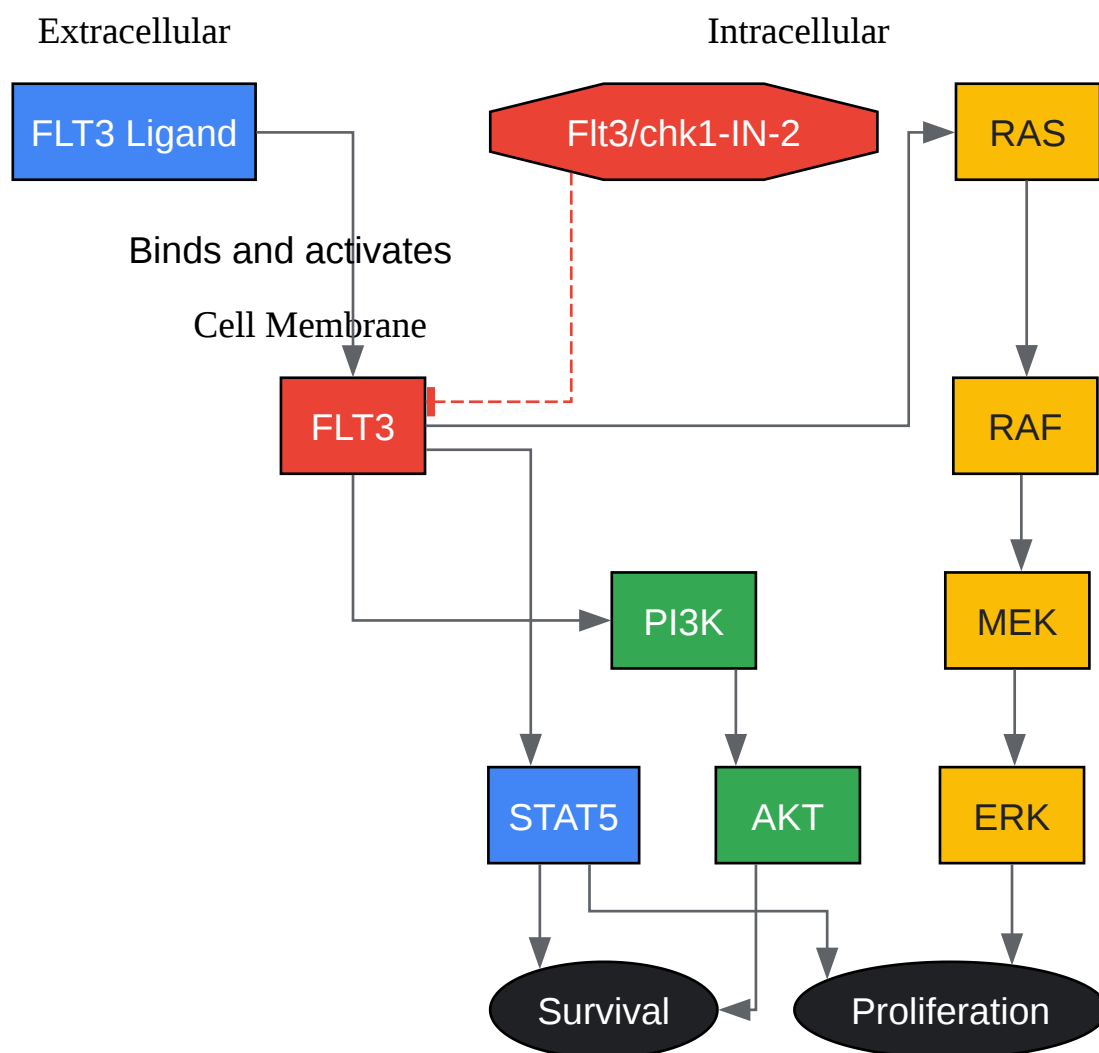 Extracellular
Intracellular
FLT3 Ligand
Flt3/chk1-IN-2
RAS
Binds and activates
Cell Membrane
FLT3
RAF
PI3K
MEK
STAT5
AKT
ERK
Survival
Proliferation